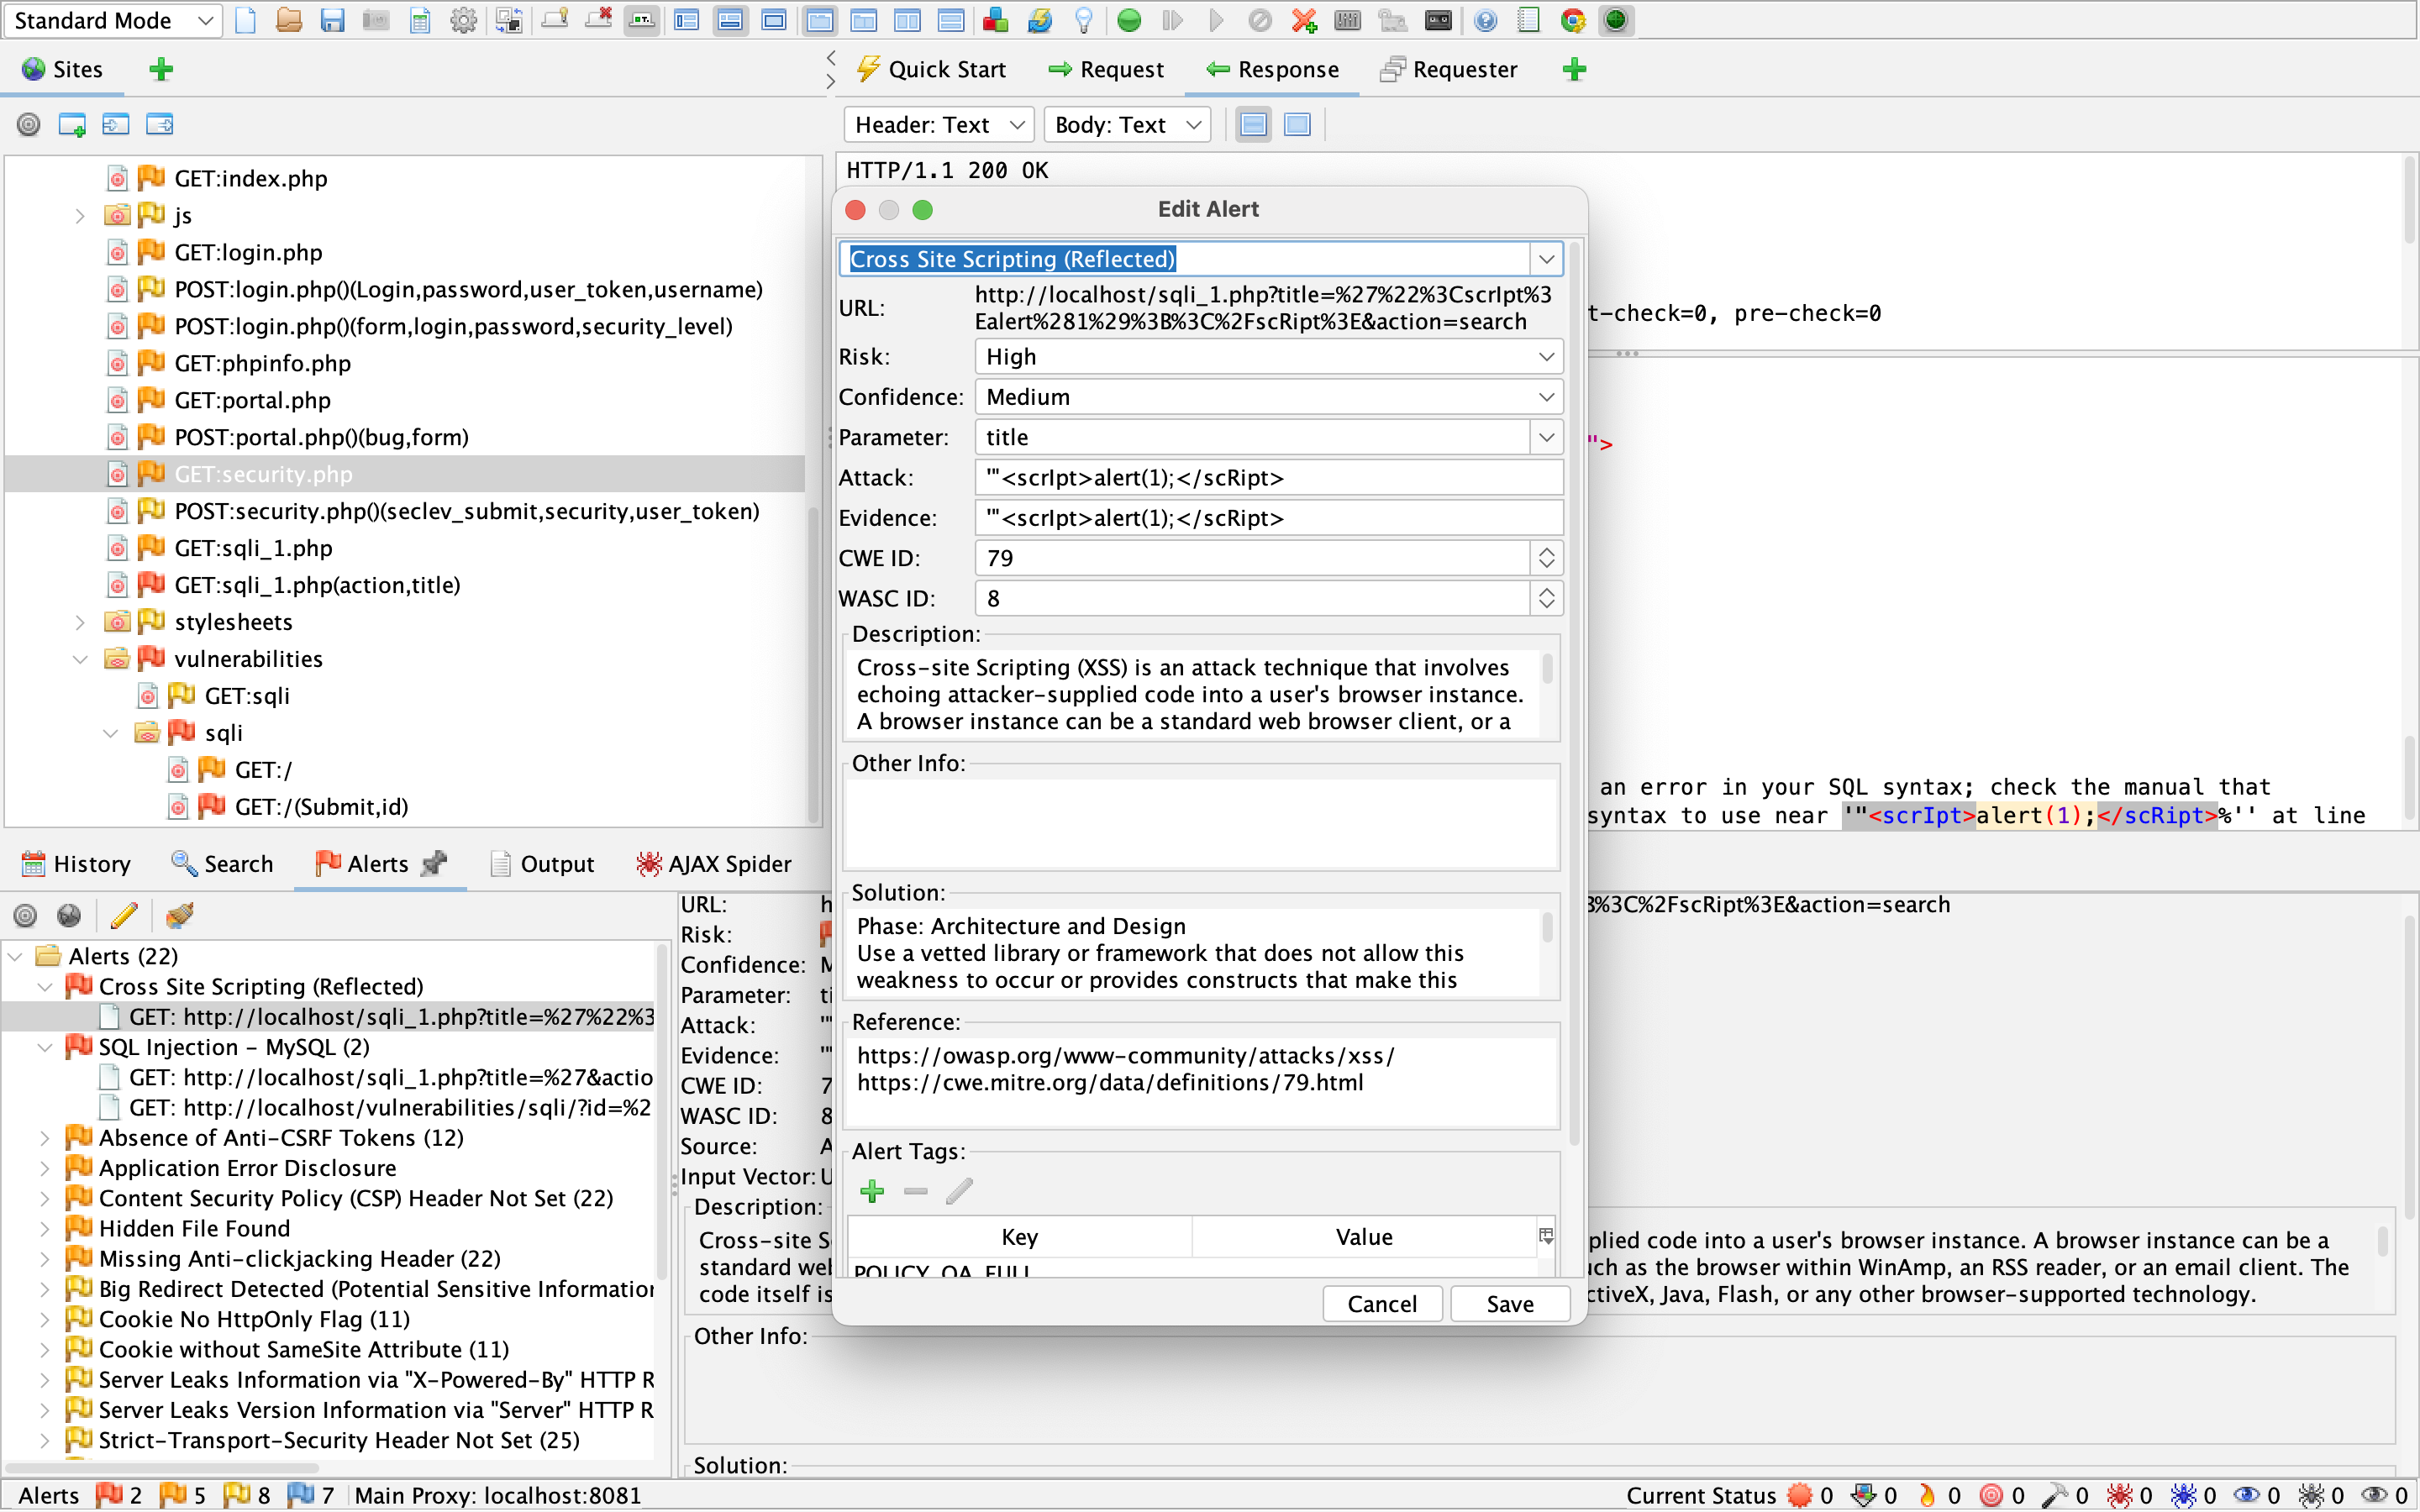 Standard Mode
Sites
Quick Start
Request
Response
Requester
Header: Text
Body: Text
GET:index.php
js
GET:login.php
POST:login.php()(Login,password,user_token,username)
POST:login.php()(form,login,password,security_level)
GET:phpinfo.php
GET:portal.php
POST:portal.php()(bug,form)
GET:security.php
POST:security.php()(seclev_submit,security,user_token)
GET:sqli_1.php
GET:sqli_1.php(action,title)
stylesheets
vulnerabilities
GET:sqli
sqli
GET:/
GET:/(Submit,id)
HTTP/1.1 200 OK
t-check=0, pre-check=0
">
an error in your SQL syntax; check the manual that
syntax to use near '"<scrIpt>alert(1);</scRipt>%'' at line
Edit Alert
Cross Site Scripting (Reflected)
URL:
http://localhost/sqli_1.php?title=%27%22%3CscrIpt%3
Ealert%281%29%3B%3C%2FscRipt%3E&action=search
Risk:
High
Confidence:
Medium
Parameter:
title
Attack:
'"<scrIpt>alert(1);</scRipt>
Evidence:
'"<scrIpt>alert(1);</scRipt>
CWE ID:
79
WASC ID:
8
Description:
Cross-site Scripting (XSS) is an attack technique that involves
echoing attacker-supplied code into a user's browser instance.
A browser instance can be a standard web browser client, or a
Other Info:
Solution:
Phase: Architecture and Design
Use a vetted library or framework that does not allow this
weakness to occur or provides constructs that make this
Reference:
https://owasp.org/www-community/attacks/xss/
https://cwe.mitre.org/data/definitions/79.html
Alert Tags:
Key
Value
POLICY_QA_FULL
Cancel
Save
History
Search
Alerts
Output
AJAX Spider
Alerts (22)
Cross Site Scripting (Reflected)
GET: http://localhost/sqli_1.php?title=%27%22%3
SQL Injection - MySQL (2)
GET: http://localhost/sqli_1.php?title=%27&actio
GET: http://localhost/vulnerabilities/sqli/?id=%2
Absence of Anti-CSRF Tokens (12)
Application Error Disclosure
Content Security Policy (CSP) Header Not Set (22)
Hidden File Found
Missing Anti-clickjacking Header (22)
Big Redirect Detected (Potential Sensitive Information
Cookie No HttpOnly Flag (11)
Cookie without SameSite Attribute (11)
Server Leaks Information via "X-Powered-By" HTTP R
Server Leaks Version Information via "Server" HTTP R
Strict-Transport-Security Header Not Set (25)
URL:
B%3C%2FscRipt%3E&action=search
Risk:
Confidence:
Parameter:
Attack:
Evidence:
CWE ID:
WASC ID:
Source:
Input Vector:
Description:
Cross-site S
plied code into a user's browser instance. A browser instance can be a
standard web
uch as the browser within WinAmp, an RSS reader, or an email client. The
code itself is
ctiveX, Java, Flash, or any other browser-supported technology.
Other Info:
Solution:
Alerts 2 5 8 7 Main Proxy: localhost:8081
Current Status 0 0 0 0 0 0 0 0 0 0